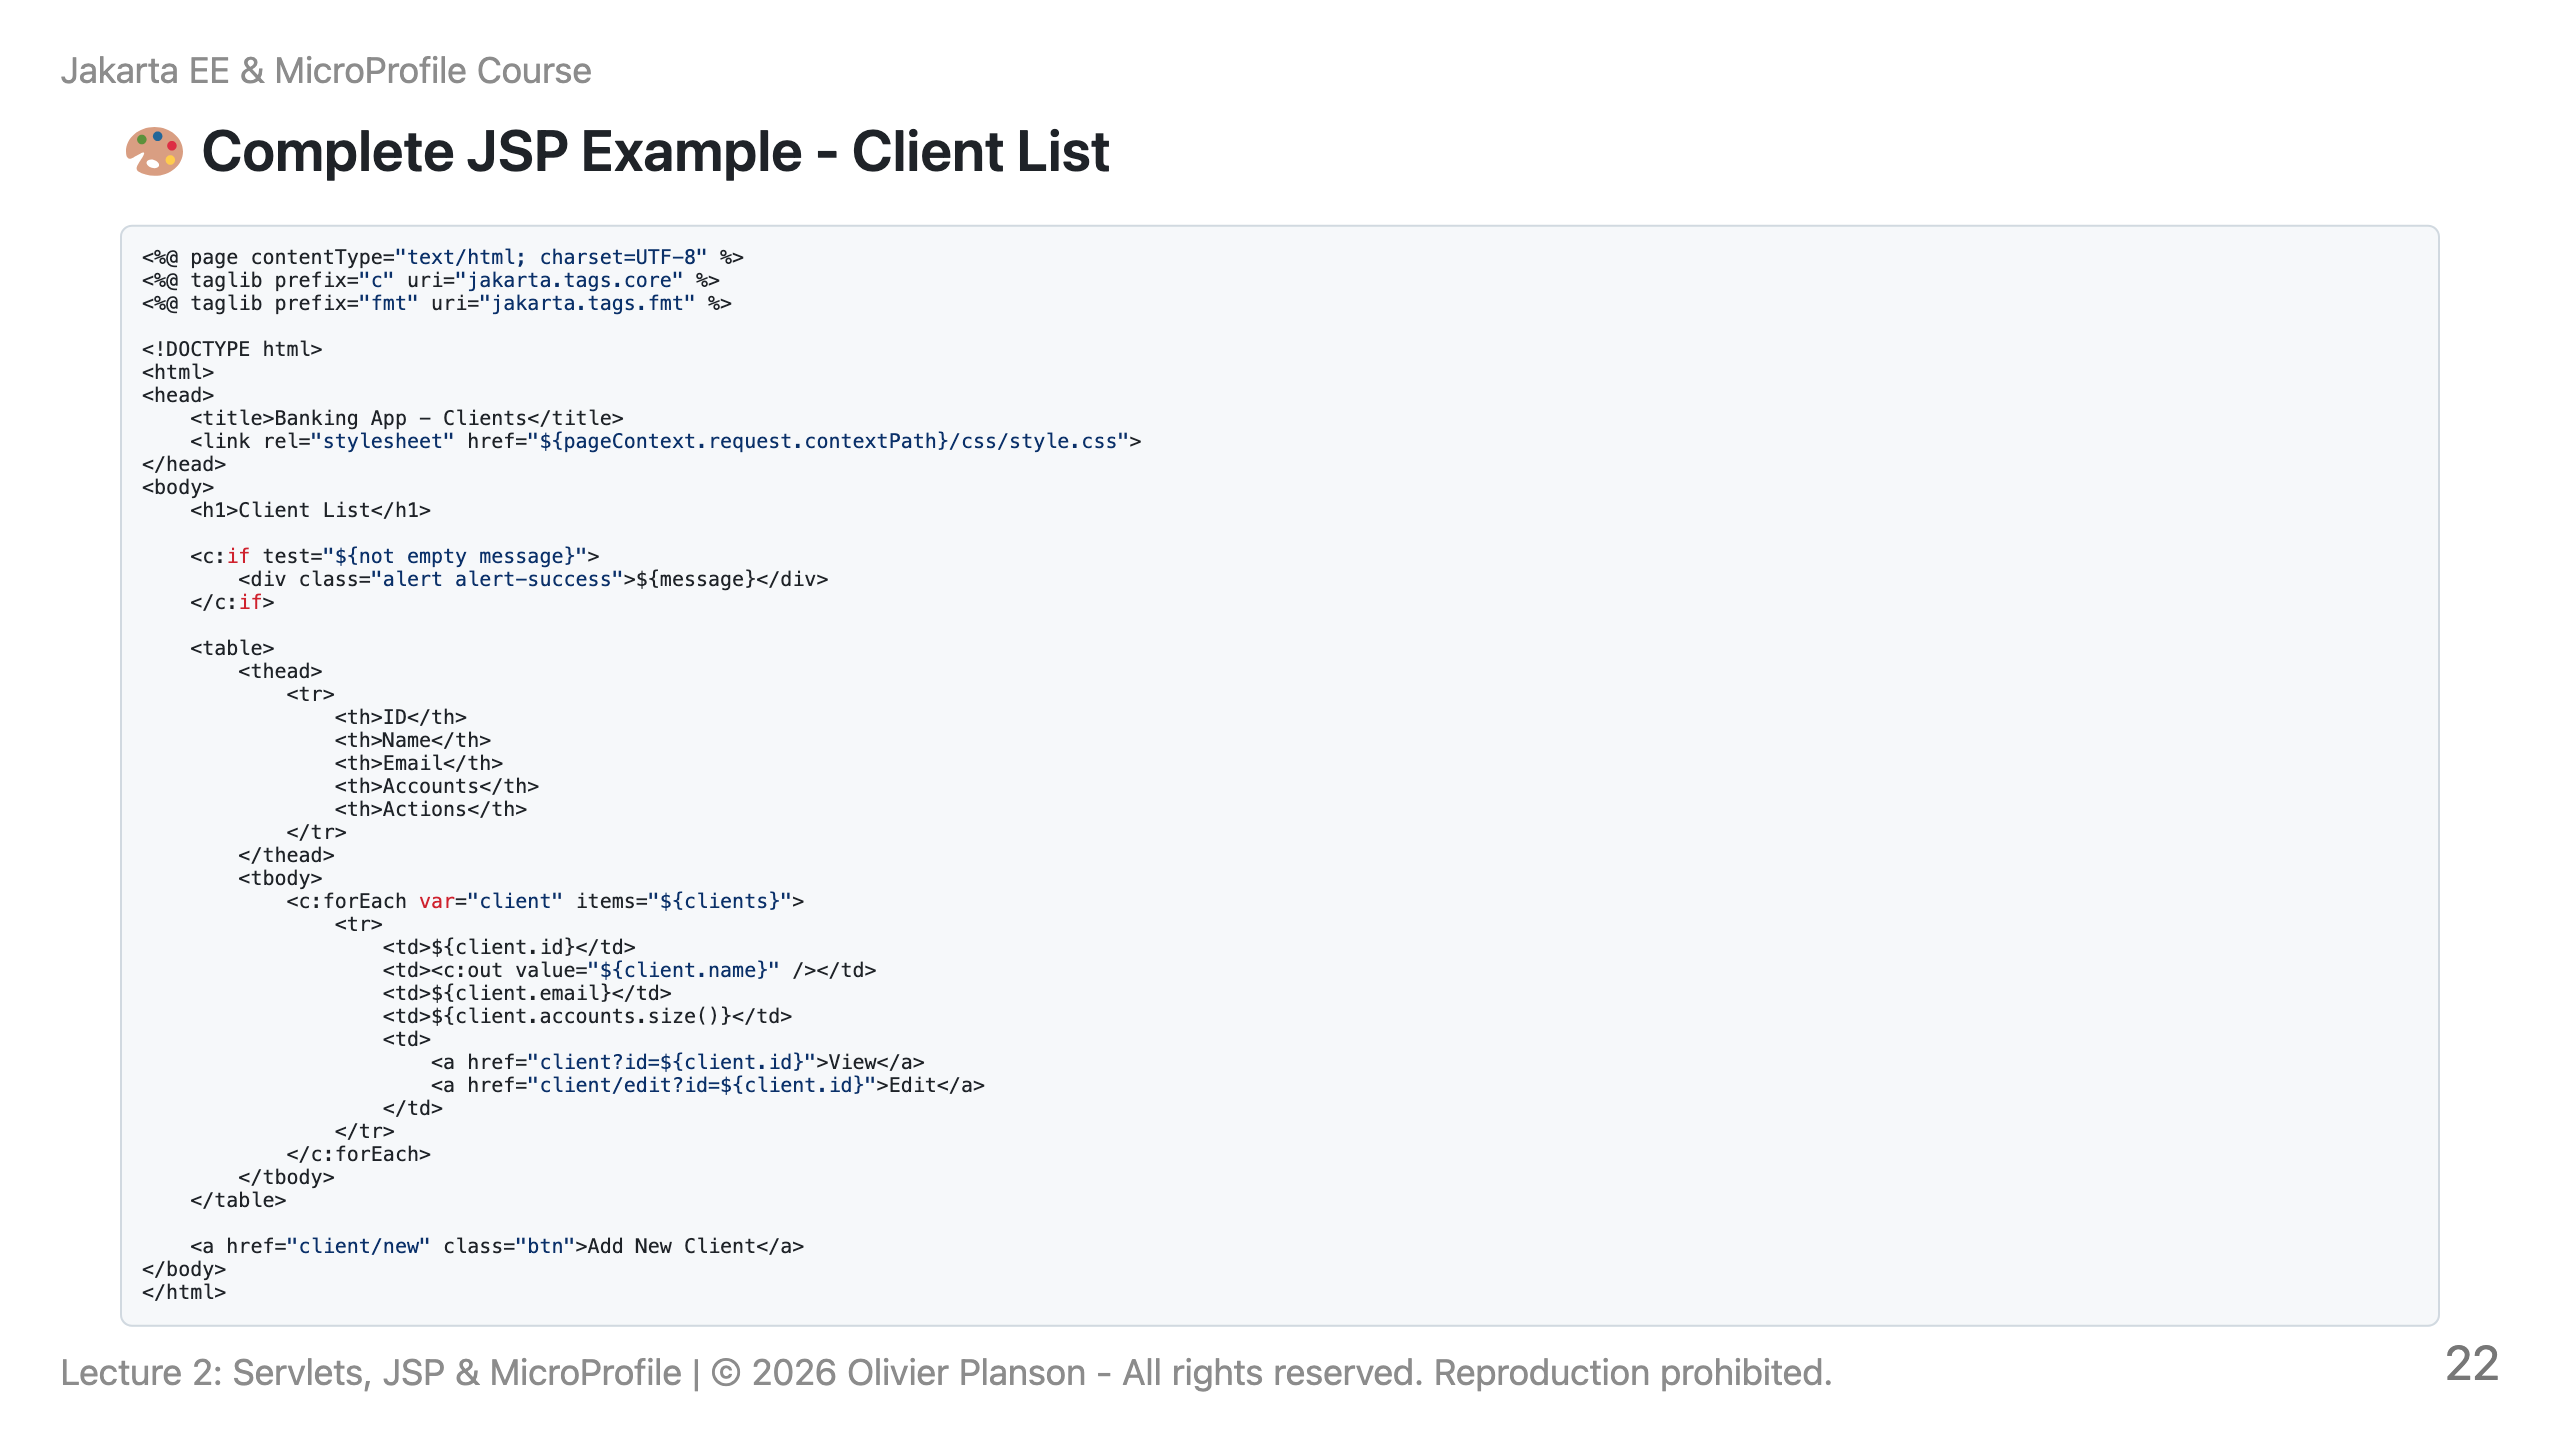 Jakarta EE & MicroProfile Course
🎨 Complete JSP Example - Client List
<%@ page contentType="text/html; charset=UTF-8" %>
<%@ taglib prefix="c" uri="jakarta.tags.core" %>
<%@ taglib prefix="fmt" uri="jakarta.tags.fmt" %>

<!DOCTYPE html>
<html>
<head>
    <title>Banking App - Clients</title>
    <link rel="stylesheet" href="${pageContext.request.contextPath}/css/style.css">
</head>
<body>
    <h1>Client List</h1>

    <c:if test="${not empty message}">
        <div class="alert alert-success">${message}</div>
    </c:if>

    <table>
        <thead>
            <tr>
                <th>ID</th>
                <th>Name</th>
                <th>Email</th>
                <th>Accounts</th>
                <th>Actions</th>
            </tr>
        </thead>
        <tbody>
            <c:forEach var="client" items="${clients}">
                <tr>
                    <td>${client.id}</td>
                    <td><c:out value="${client.name}" /></td>
                    <td>${client.email}</td>
                    <td>${client.accounts.size()}</td>
                    <td>
                        <a href="client?id=${client.id}">View</a>
                        <a href="client/edit?id=${client.id}">Edit</a>
                    </td>
                </tr>
            </c:forEach>
        </tbody>
    </table>

    <a href="client/new" class="btn">Add New Client</a>
</body>
</html>
Lecture 2: Servlets, JSP & MicroProfile | © 2026 Olivier Planson - All rights reserved. Reproduction prohibited.
22